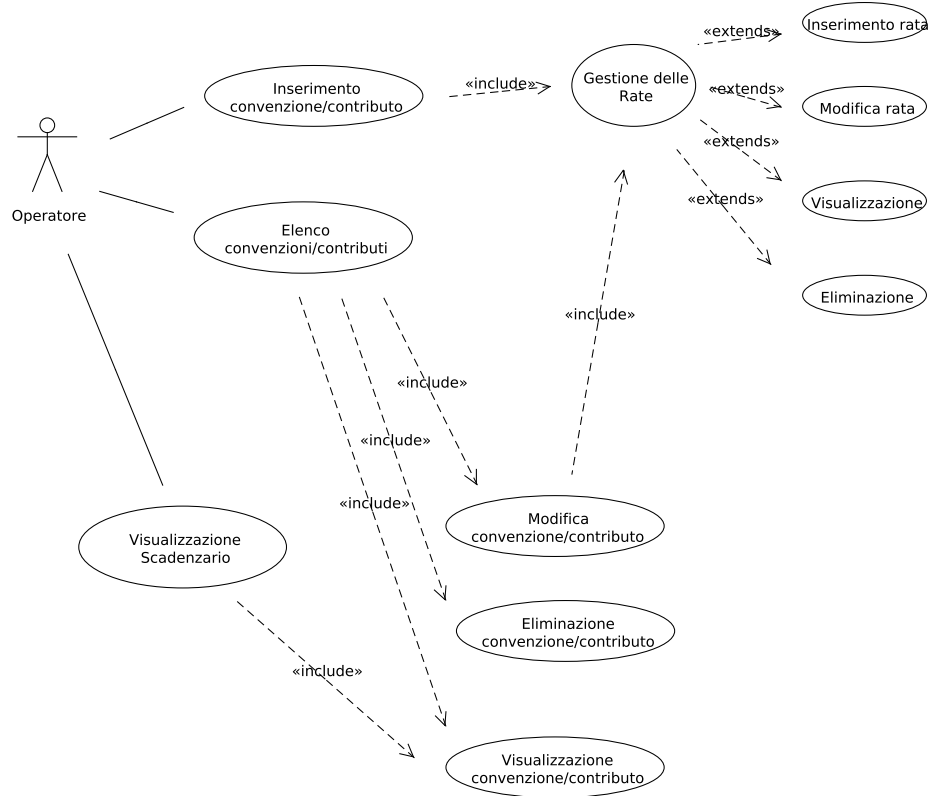 «extends»
Inserimento rata
Inserimento
convenzione/contributo
«include»
Gestione delle
Rate
«extends»
Modifica rata
Operatore
«extends»
Visualizzazione
«extends»
Elenco
convenzioni/contributi
Eliminazione
«include»
«include»
«include»
«include»
Modifica
convenzione/contributo
Visualizzazione
Scadenzario
Eliminazione
convenzione/contributo
«include»
Visualizzazione
convenzione/contributo